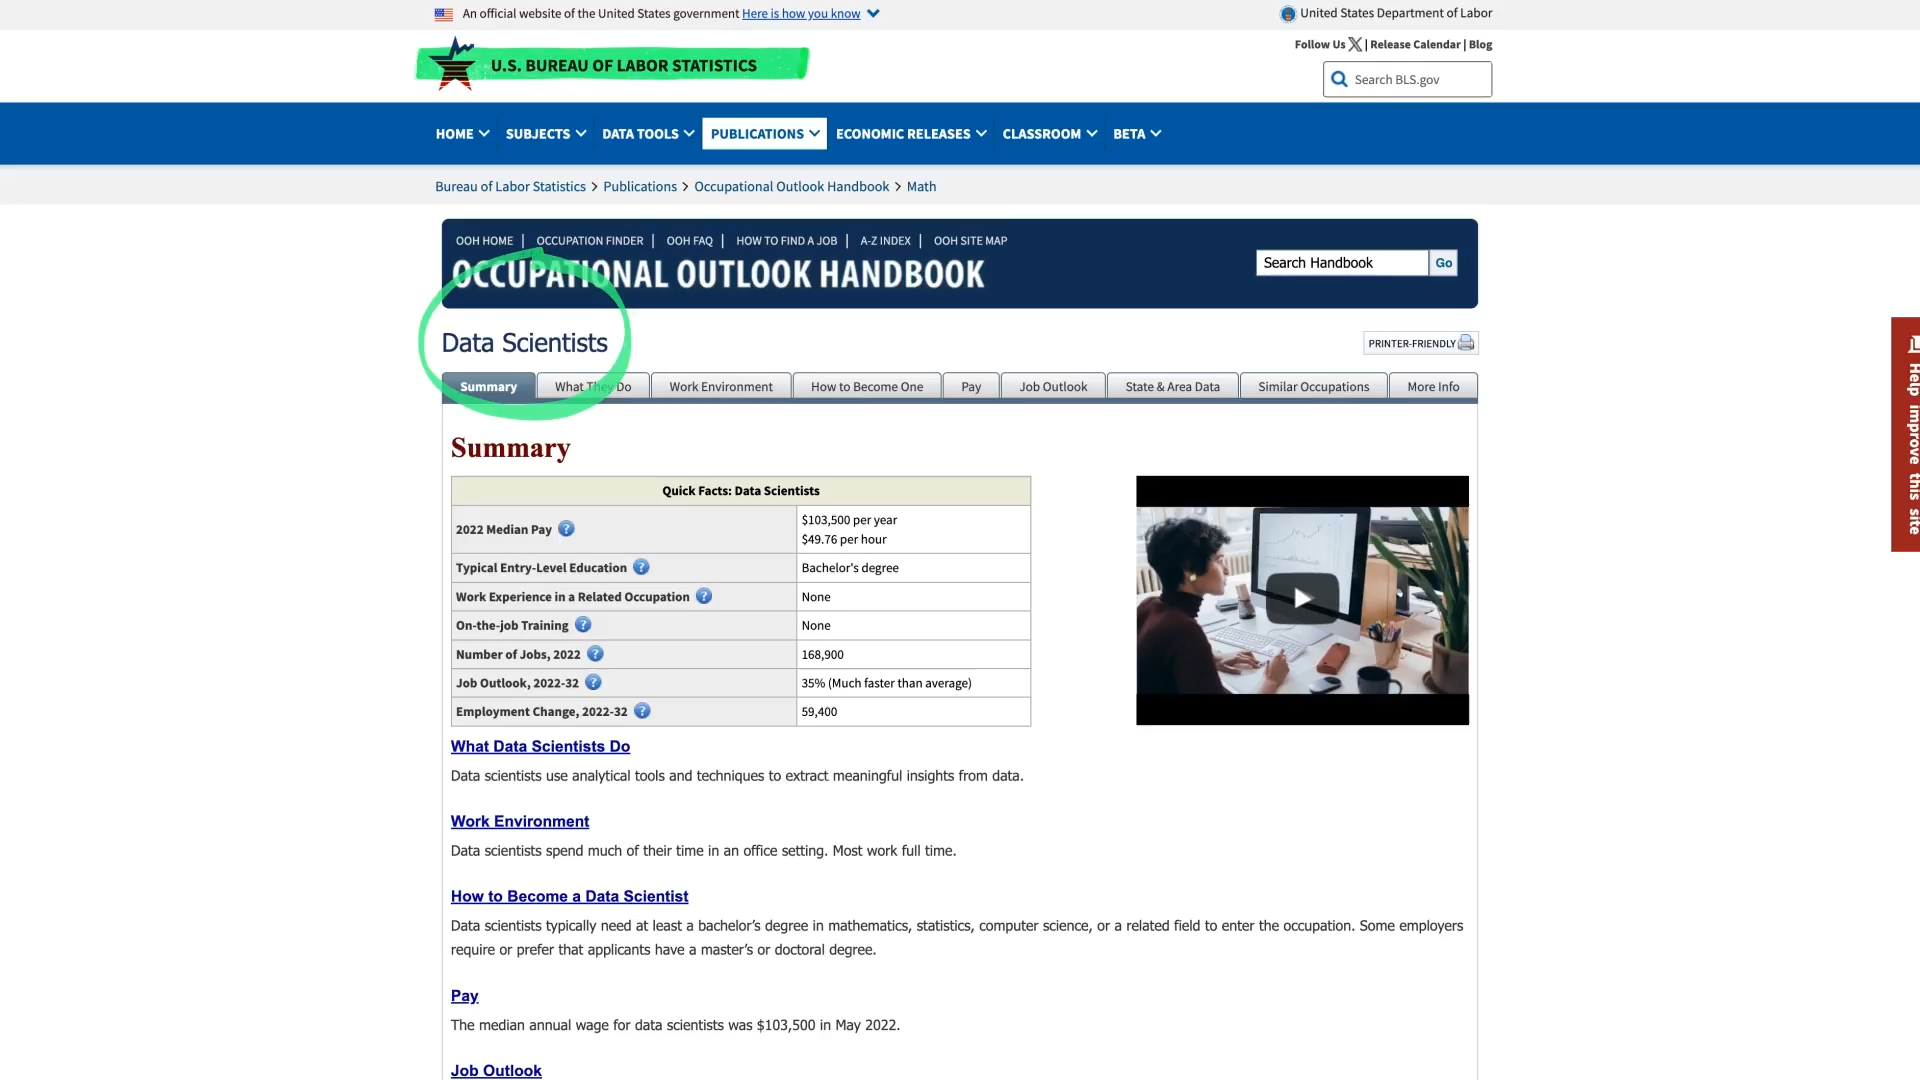 An official website of the United States government Here is how you know
United States Department of Labor
Follow Us X | Release Calendar | Blog
U.S. BUREAU OF LABOR STATISTICS
Search BLS.gov
HOME SUBJECTS DATA TOOLS PUBLICATIONS ECONOMIC RELEASES CLASSROOM BETA
Bureau of Labor Statistics > Publications > Occupational Outlook Handbook > Math
OOH HOME | OCCUPATION FINDER | OOH FAQ | HOW TO FIND A JOB | A-Z INDEX | OOH SITE MAP
OCCUPATIONAL OUTLOOK HANDBOOK
Search Handbook Go
Data Scientists
PRINTER-FRIENDLY
Summary What They Do Work Environment How to Become One Pay Job Outlook State & Area Data Similar Occupations More Info
Summary
Quick Facts: Data Scientists
2022 Median Pay ? $103,500 per year
$49.76 per hour
Typical Entry-Level Education ? Bachelor's degree
Work Experience in a Related Occupation ? None
On-the-job Training ? None
Number of Jobs, 2022 ? 168,900
Job Outlook, 2022-32 ? 35% (Much faster than average)
Employment Change, 2022-32 ? 59,400
What Data Scientists Do
Data scientists use analytical tools and techniques to extract meaningful insights from data.
Work Environment
Data scientists spend much of their time in an office setting. Most work full time.
How to Become a Data Scientist
Data scientists typically need at least a bachelor’s degree in mathematics, statistics, computer science, or a related field to enter the occupation. Some employers
require or prefer that applicants have a master’s or doctoral degree.
Pay
The median annual wage for data scientists was $103,500 in May 2022.
Job Outlook
Help improve this site